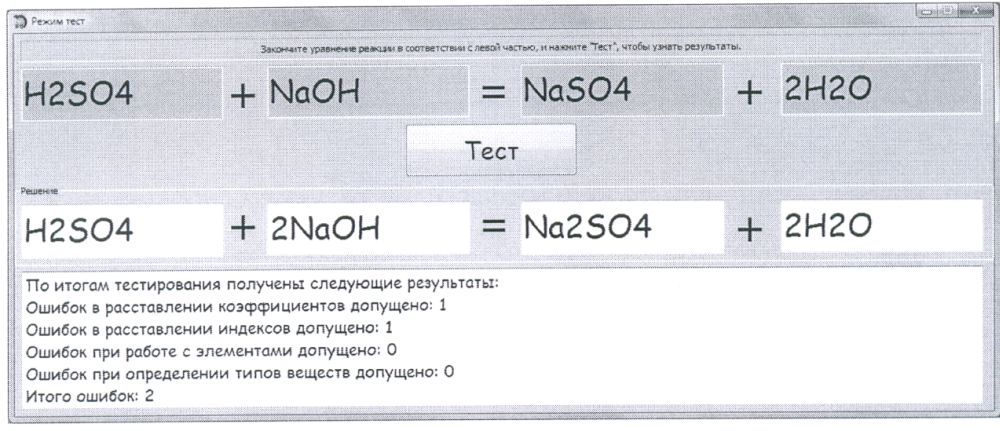 Режим тест
Закончите уравнение реакции в соответствии с левой частью, и нажмите "Тест", чтобы узнать результаты.
H2SO4 + NaOH = NaSO4 + 2H2O
Тест
Решение
H2SO4 + 2NaOH = Na2SO4 + 2H2O
По итогам тестирования получены следующие результаты:
Ошибок в расставлении коэффициентов допущено: 1
Ошибок в расставлении индексов допущено: 1
Ошибок при работе с элементами допущено: 0
Ошибок при определении типов веществ допущено: 0
Итого ошибок: 2